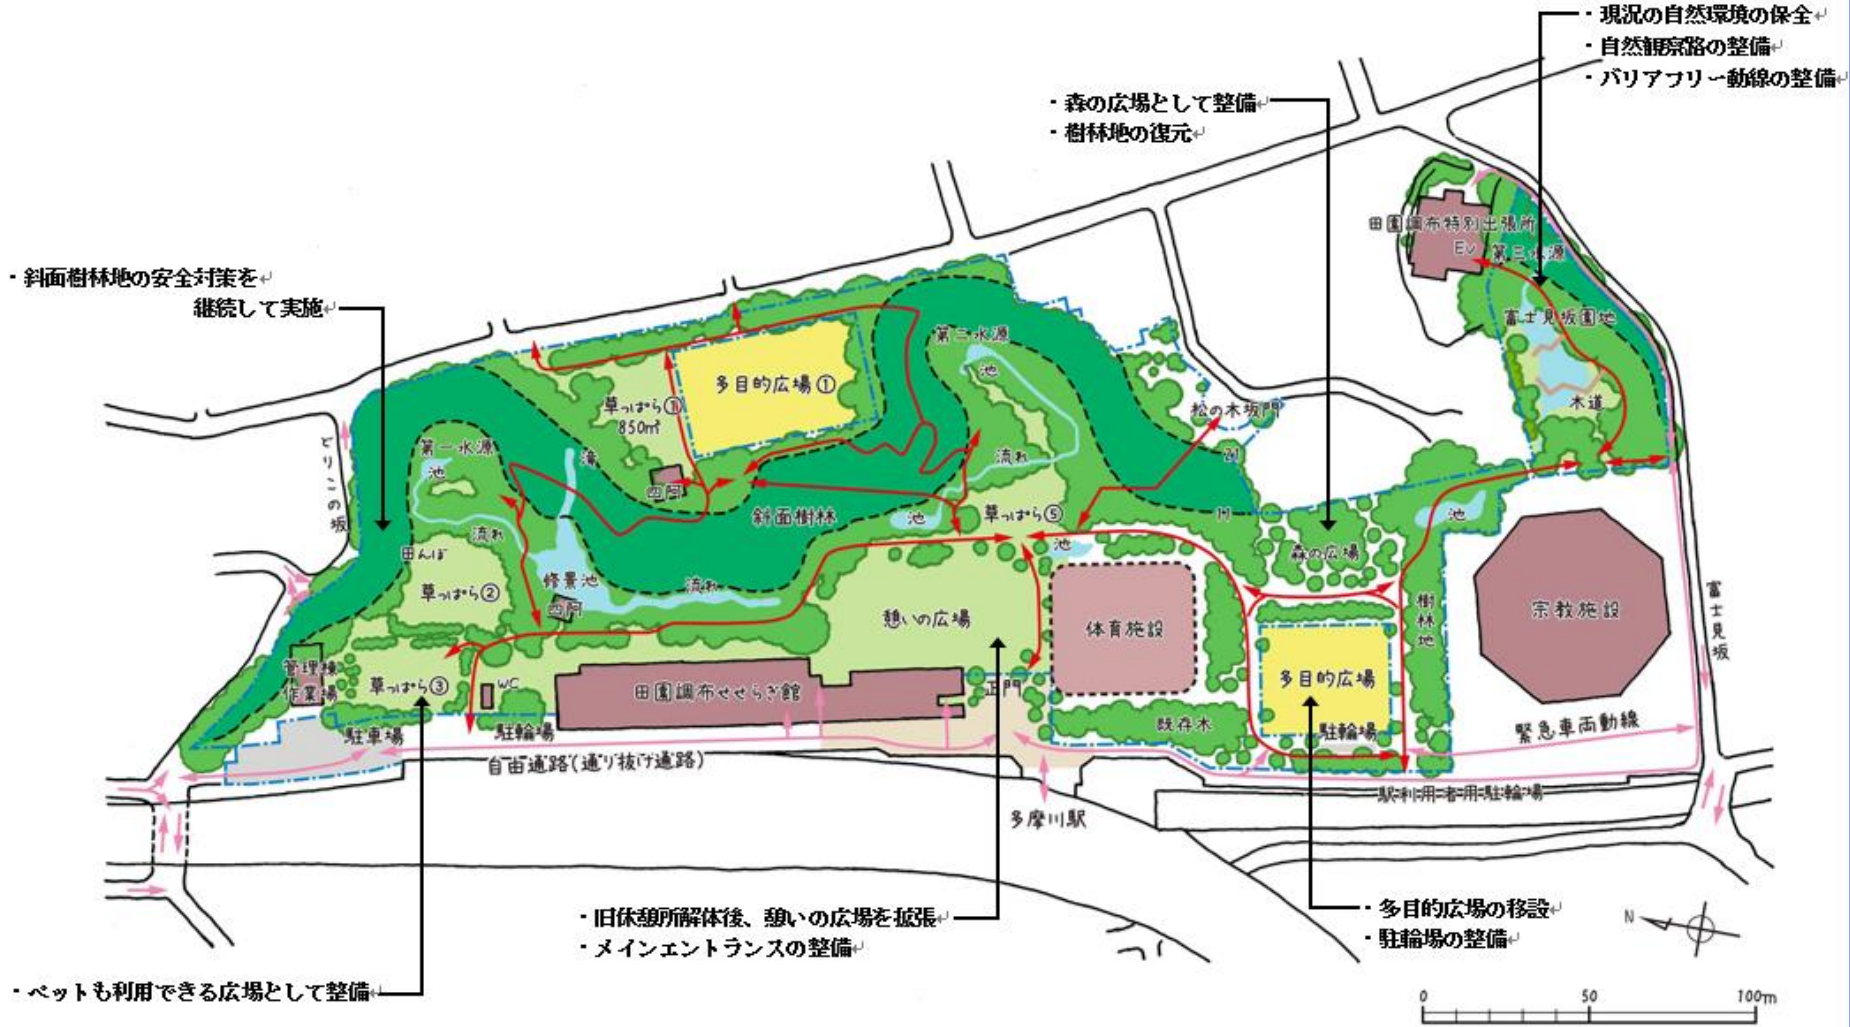 ・現況の自然環境の保全
・自然観察路の整備
・バリアフリー動線の整備
・森の広場として整備
・樹林地の復元
・斜面樹林地の安全対策を
継続して実施
田園調布特別出張所
EV
第三水源
富士見坂園地
木道
多目的広場①
草っぱら①
850㎡
第二水源
池
松の木坂門
どりこの坂
第一水源
池
滝
四阿
流れ
斜面樹林
池
草っぱら⑤
池
森の広場
池
田んぼ
流れ
草っぱら②
修景池
四阿
流れ
憩いの広場
体育施設
樹林地
宗教施設
富士見坂
管理棟
作業場
草っぱら③
WC
田園調布せせらぎ館
正門
多目的広場
駐車場
駐輪場
既存木
駐輪場
緊急車両動線
自由通路(通り抜け通路)
駅利用者用駐輪場
多摩川駅
・旧休憩所解体後、憩いの広場を拡張
・メインエントランスの整備
・多目的広場の移設
・駐輪場の整備
N
・ペットも利用できる広場として整備
0 50 100m